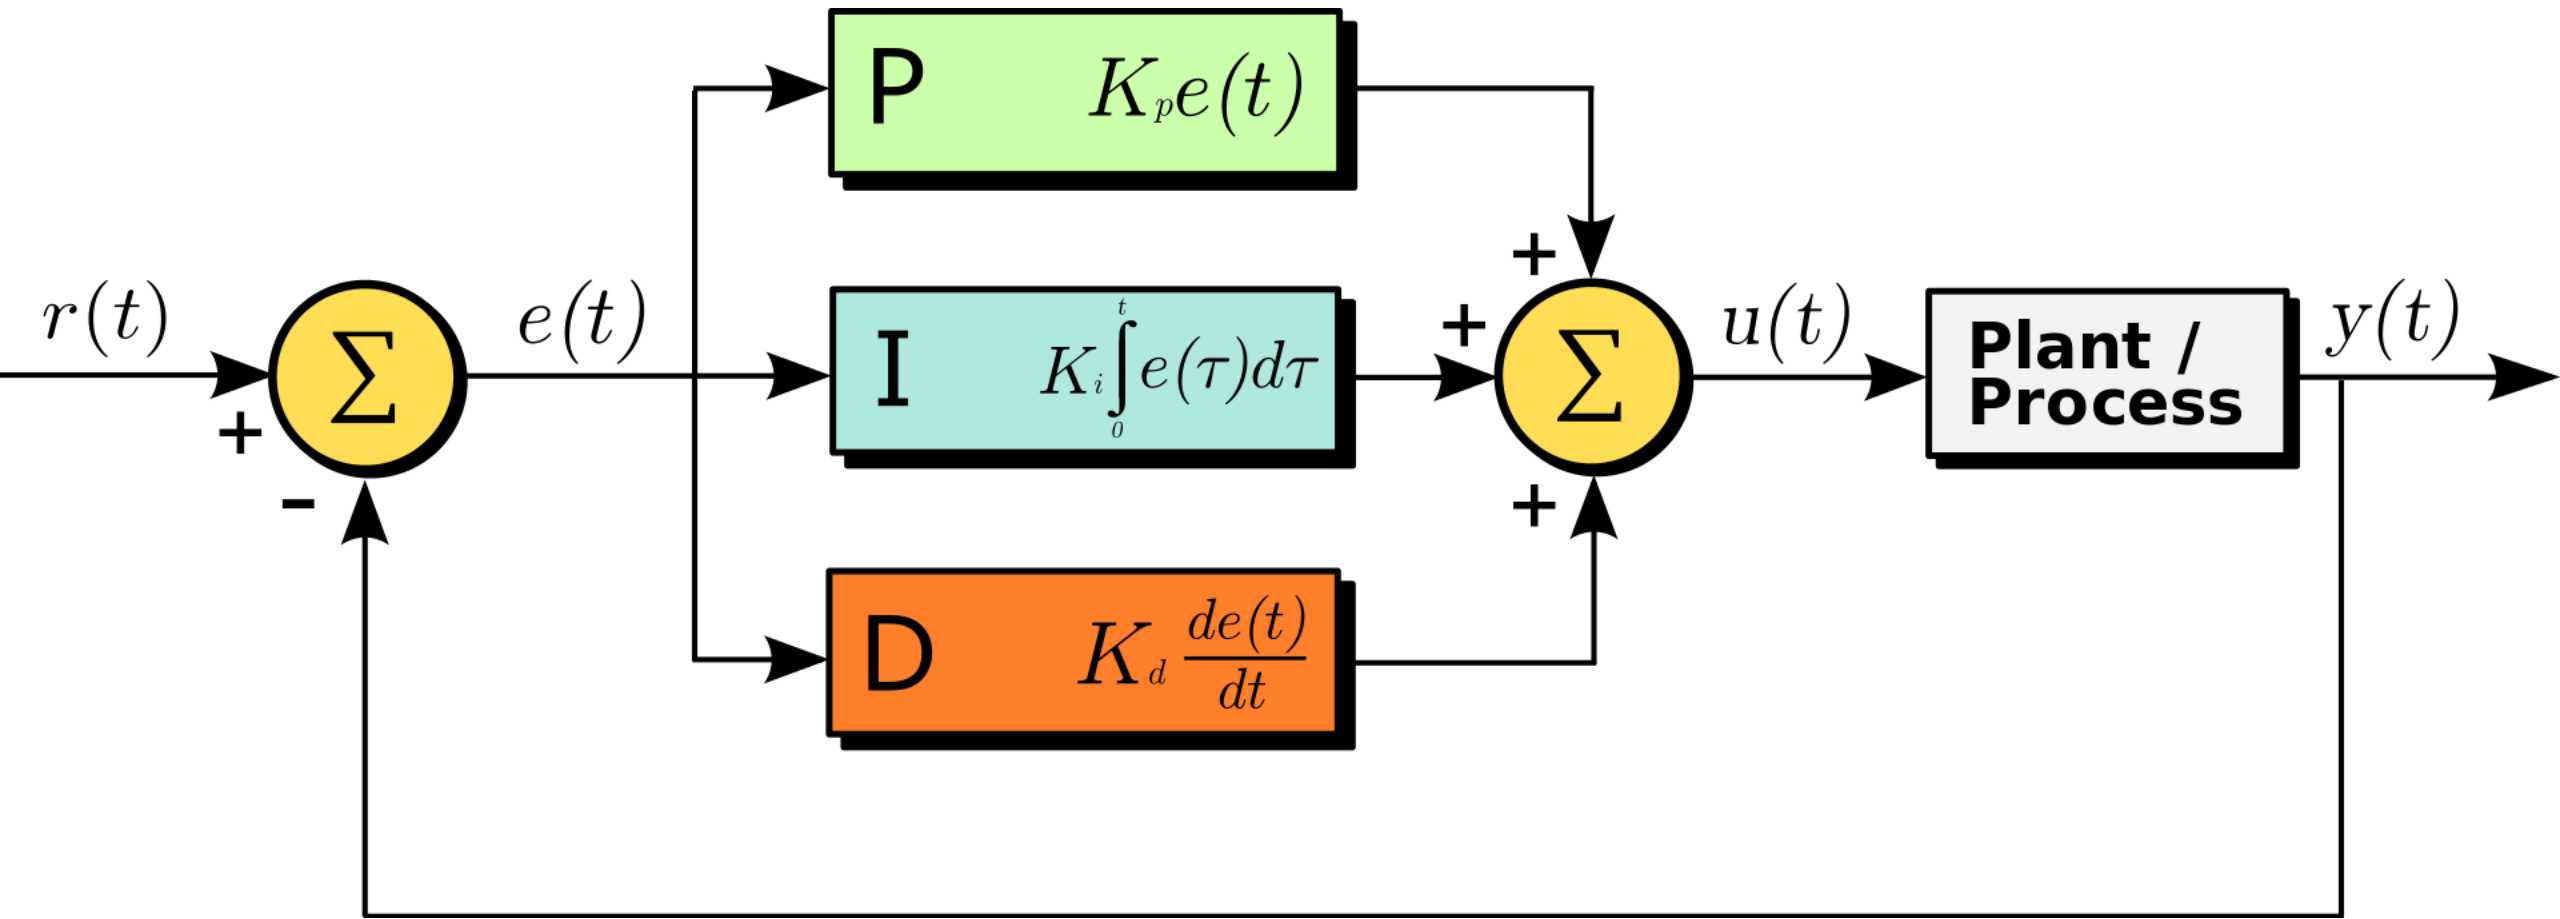 r(t)
+
−
Σ
e(t)
P K_p e(t)
I K_i ∫_0^t e(τ)dτ
D K_d de(t)/dt
+
+
+
Σ
u(t)
Plant /
Process
y(t)